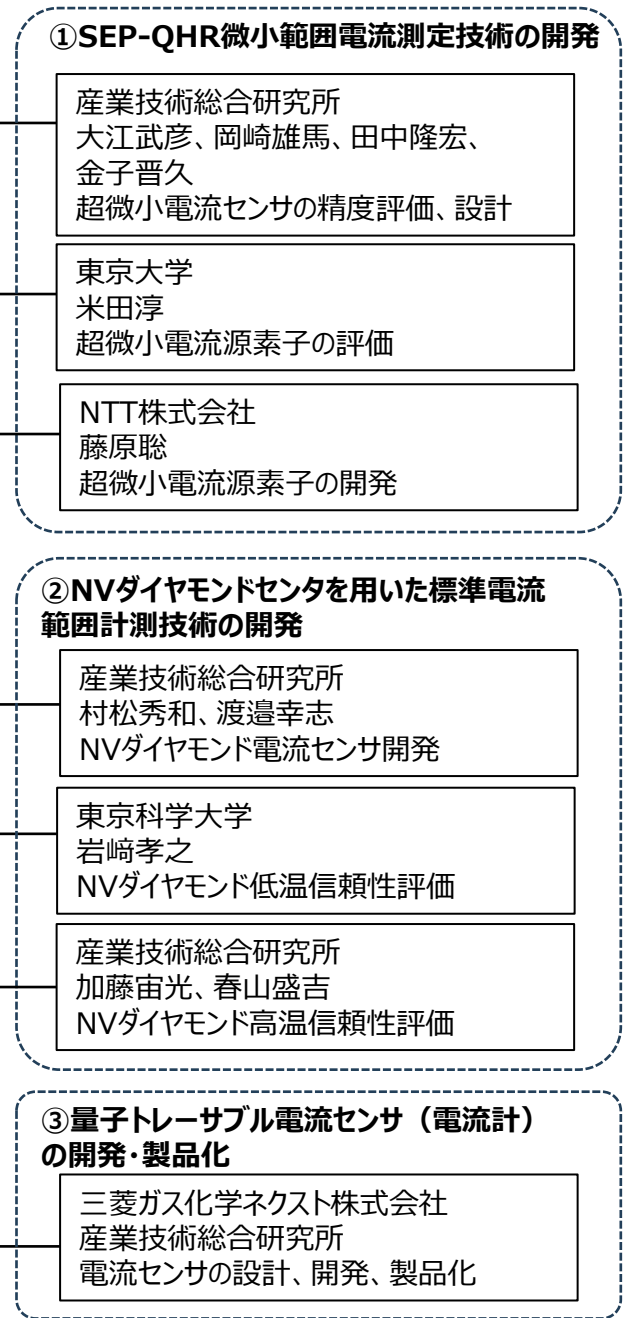 ①SEP-QHR微小範囲電流測定技術の開発
産業技術総合研究所
大江武彦、岡崎雄馬、田中隆宏、
金子晋久
超微小電流センサの精度評価、設計
東京大学
米田淳
超微小電流源素子の評価
NTT株式会社
藤原聡
超微小電流源素子の開発
②NVダイヤモンドセンタを用いた標準電流
範囲計測技術の開発
産業技術総合研究所
村松秀和、渡邉幸志
NVダイヤモンド電流センサ開発
東京科学大学
岩﨑孝之
NVダイヤモンド低温信頼性評価
産業技術総合研究所
加藤宙光、春山盛吉
NVダイヤモンド高温信頼性評価
③量子トレーサブル電流センサ（電流計）
の開発・製品化
三菱ガス化学ネクスト株式会社
産業技術総合研究所
電流センサの設計、開発、製品化